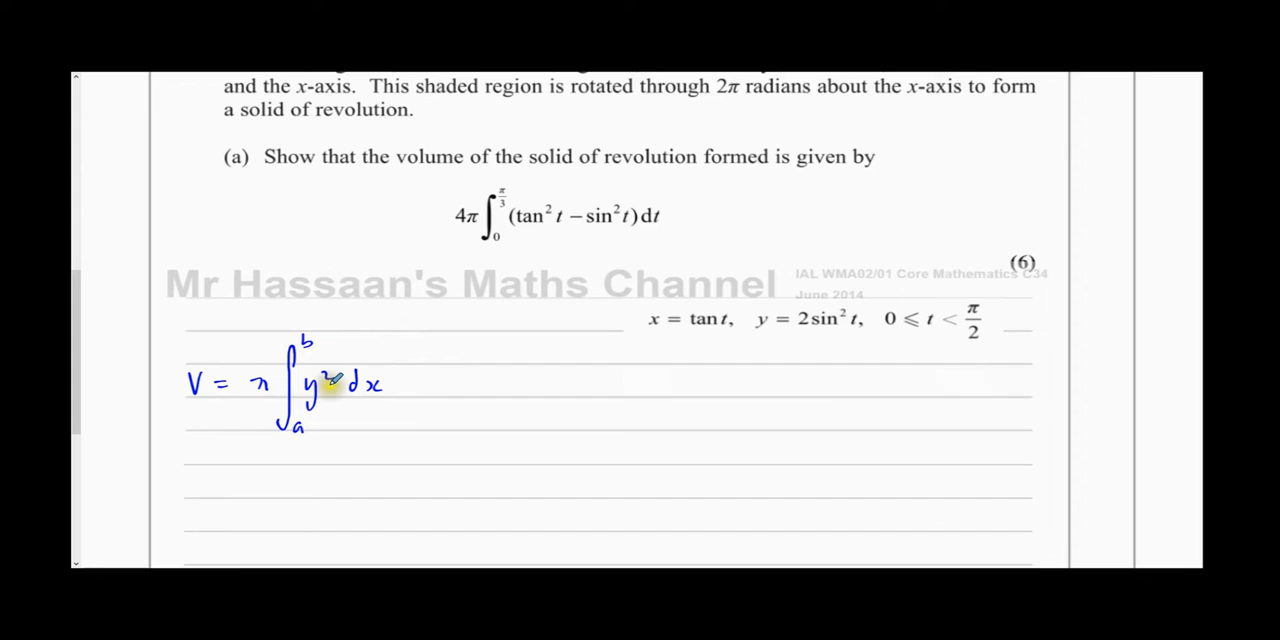 and the x-axis. This shaded region is rotated through 2π radians about the x-axis to form
a solid of revolution.
(a) Show that the volume of the solid of revolution formed is given by
4π ∫₀^{π/3} (tan² t − sin² t) dt
(6)
Mr Hassaan's Maths Channel
IAL WMA02/01 Core Mathematics C34
June 2014
x = tan t, y = 2 sin² t, 0 ⩽ t < π/2
V = π ∫ₐᵇ y² dx